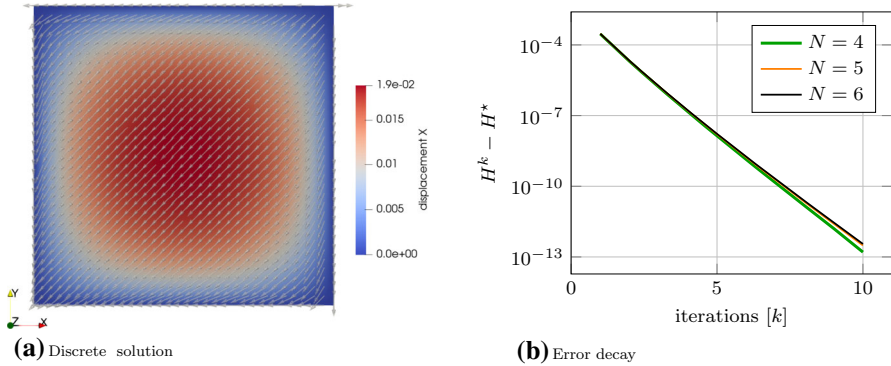 1.9e-02
0.015
0.01
0.005
0.0e+00
displacement X
Y
Z
X
(a) Discrete solution
10⁻⁴
10⁻⁷
10⁻¹⁰
10⁻¹³
H^k − H^⋆
N = 4
N = 5
N = 6
0
5
10
iterations [k]
(b) Error decay